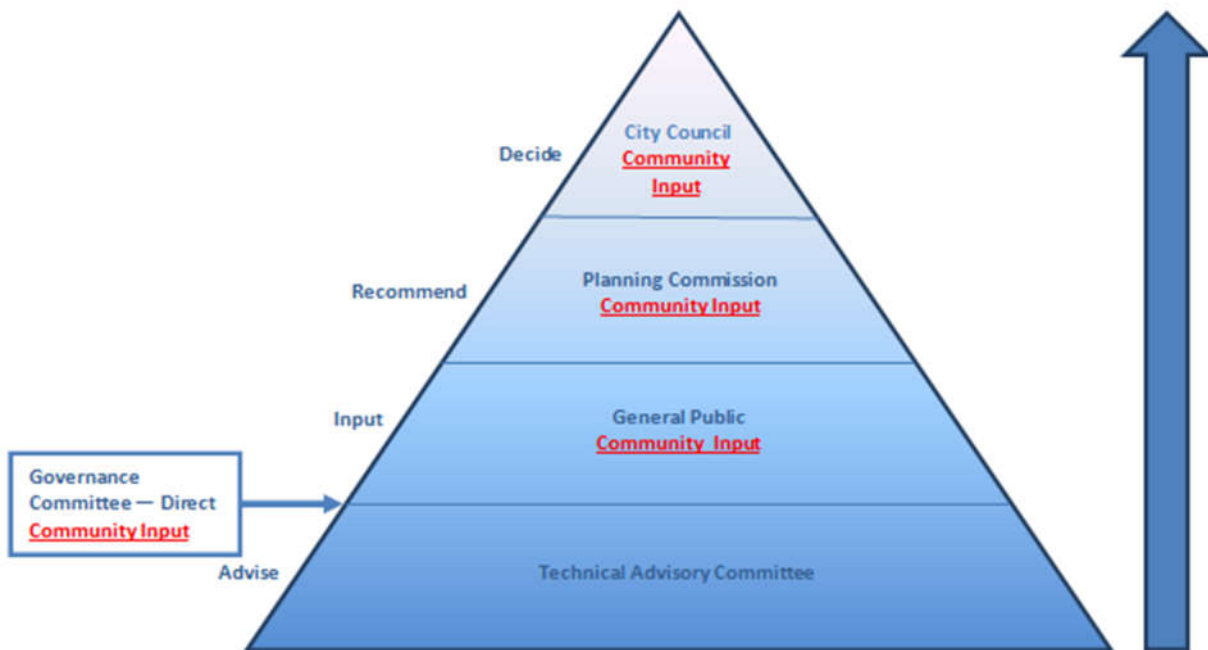 City Council
Decide
Community
Input
Planning Commission
Recommend
Community Input
General Public
Input
Community Input
Governance
Committee — Direct
Community Input
Advise
Technical Advisory Committee